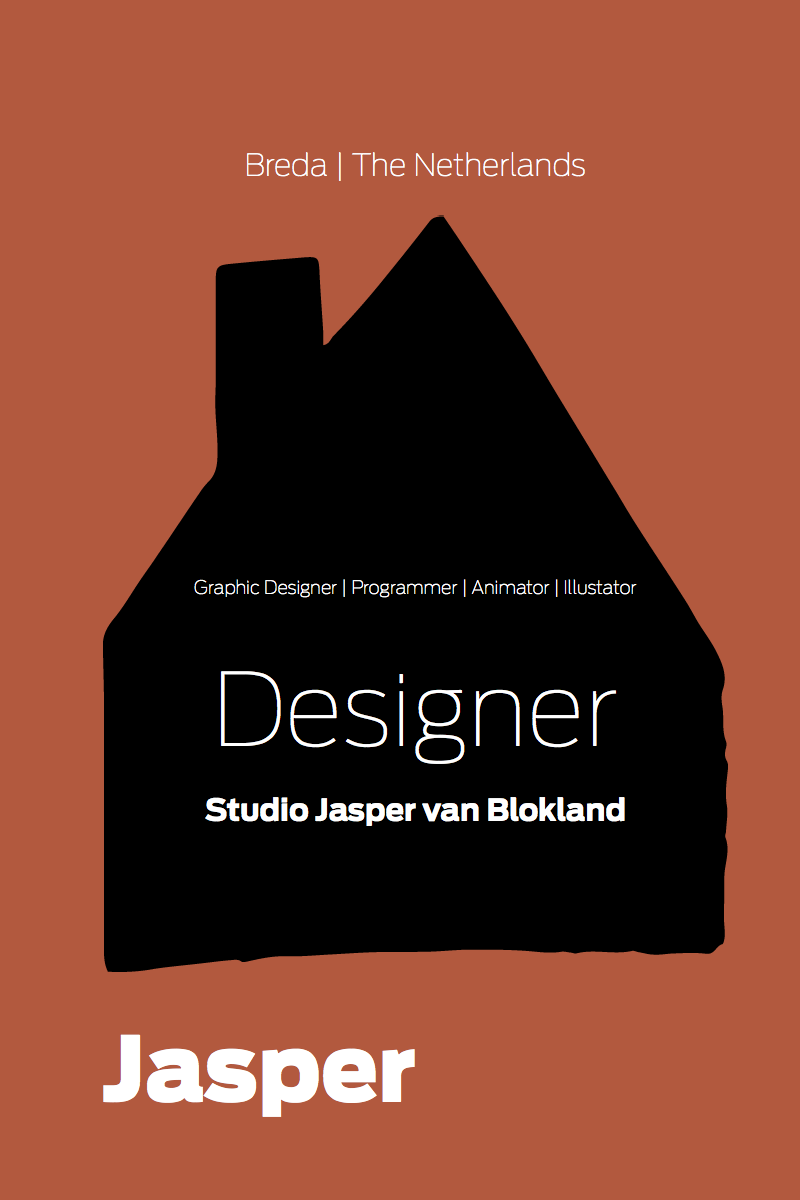 Breda | The Netherlands
Graphic Designer | Programmer | Animator | Illustator
Designer
Studio Jasper van Blokland
Jasper